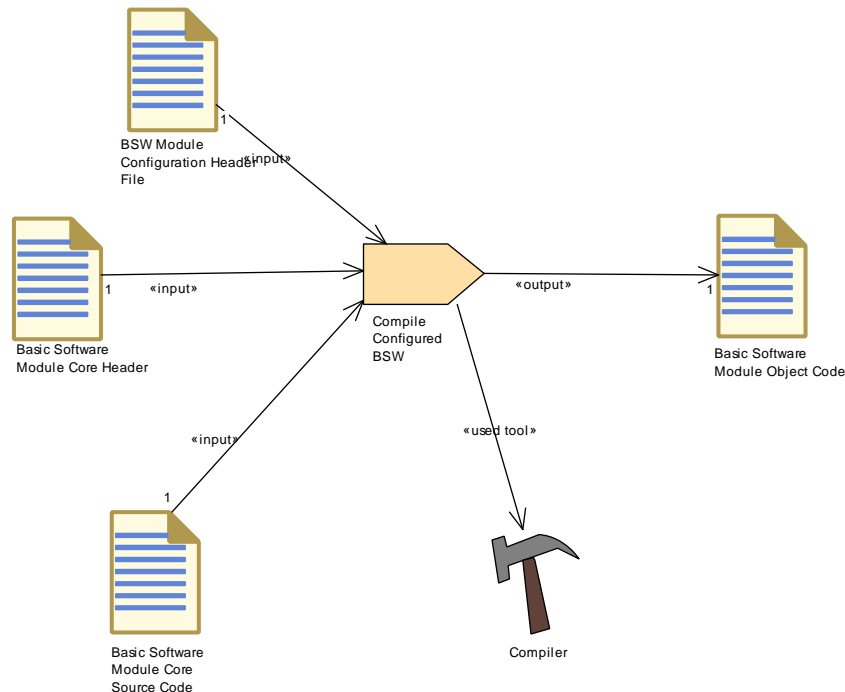 1
BSW Module
Configuration Header
File
«input»
1
«input»
Basic Software
Module Core Header
Compile
Configured
BSW
«output»
1
Basic Software
Module Object Code
«input»
«used tool»
1
Basic Software
Module Core
Source Code
Compiler